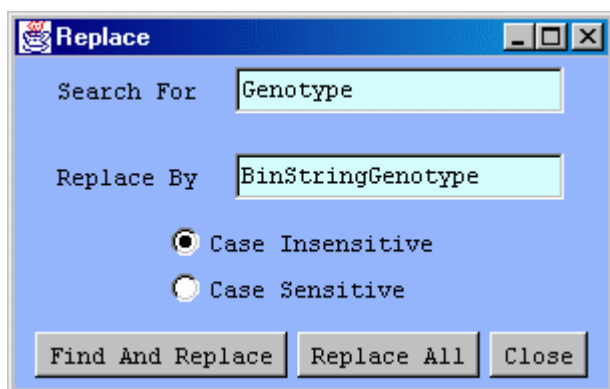 Replace
Search For Genotype
Replace By BinStringGenotype
Case Insensitive
Case Sensitive
Find And Replace Replace All Close